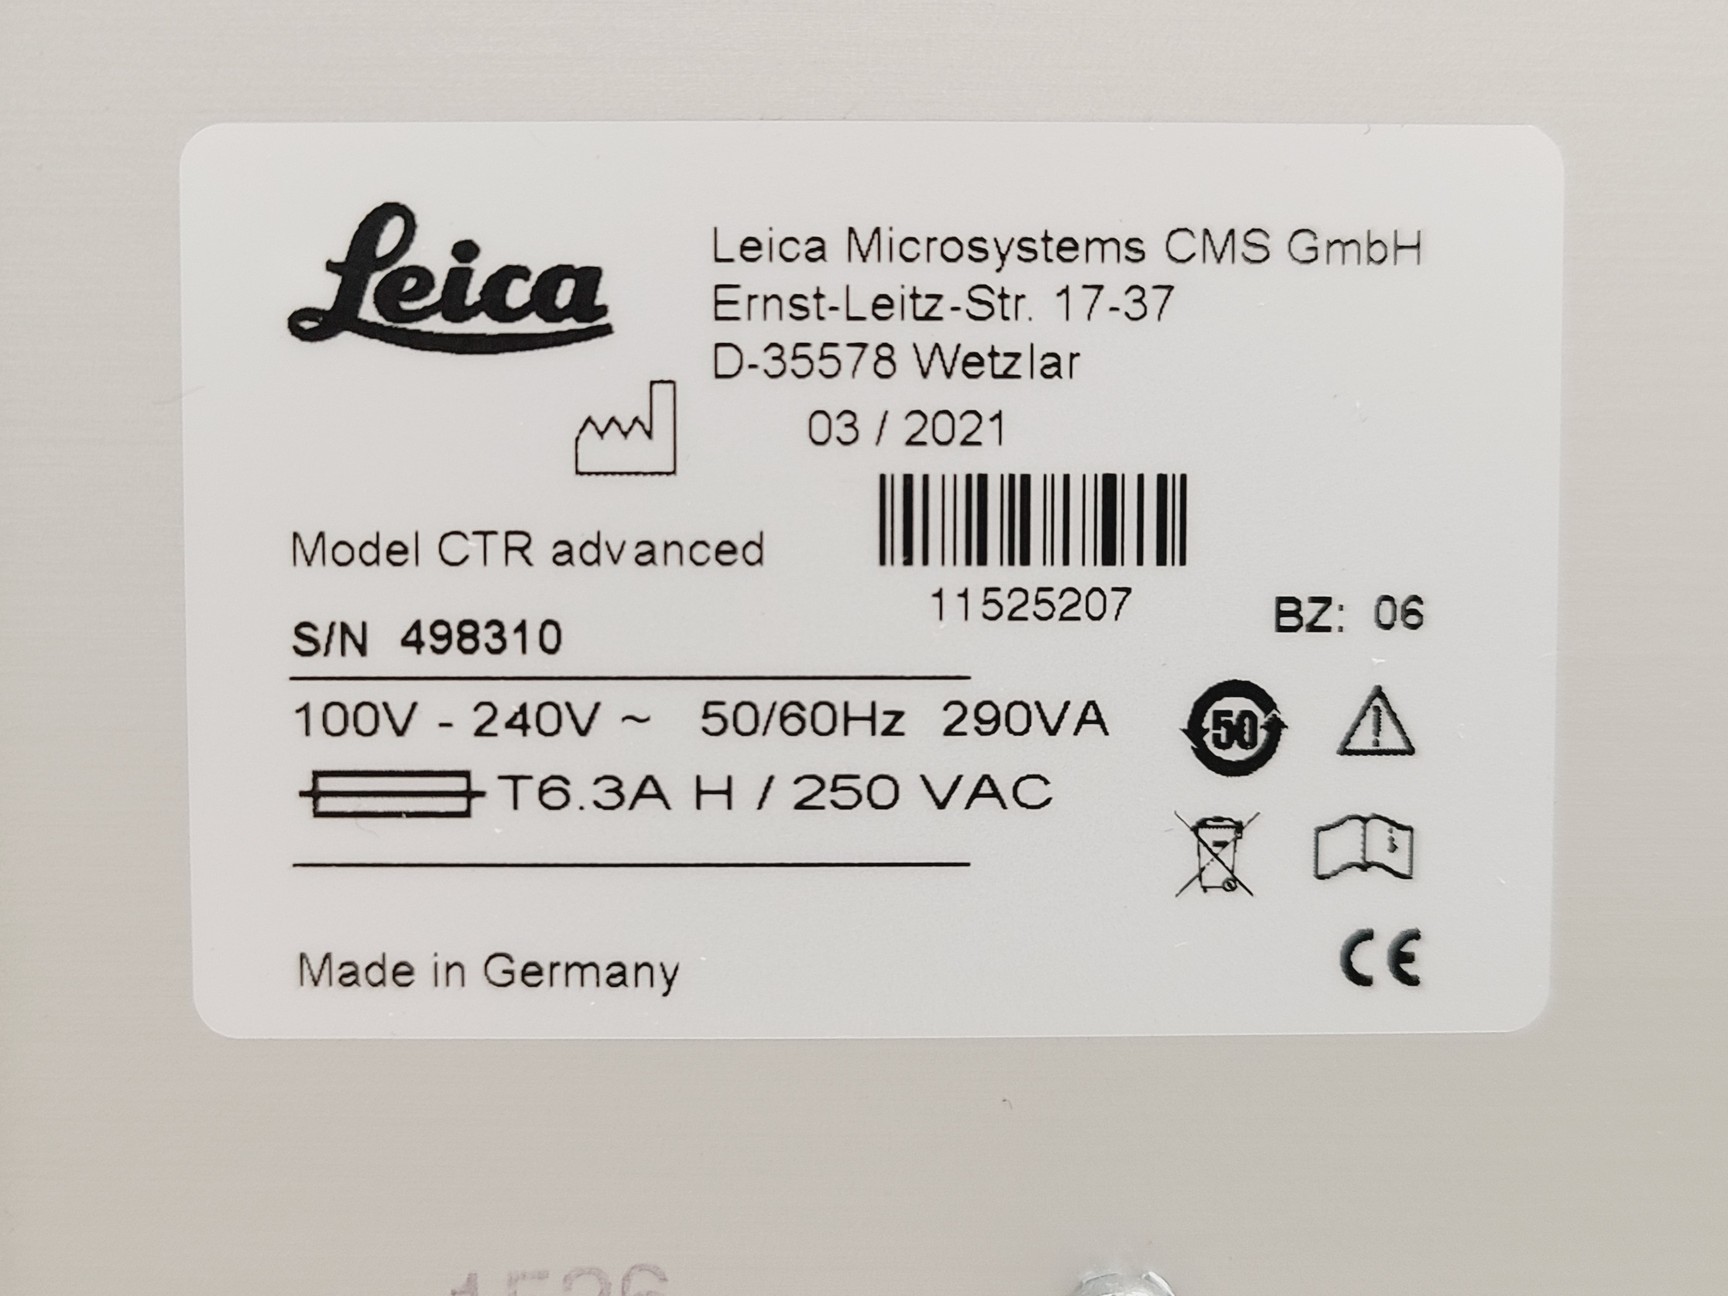 Leica
Leica Microsystems CMS GmbH
Ernst-Leitz-Str. 17-37
D-35578 Wetzlar
03 / 2021
Model CTR advanced
11525207
BZ: 06
S/N 498310
100V - 240V ~ 50/60Hz 290VA
50
T6.3A H / 250 VAC
Made in Germany
CE